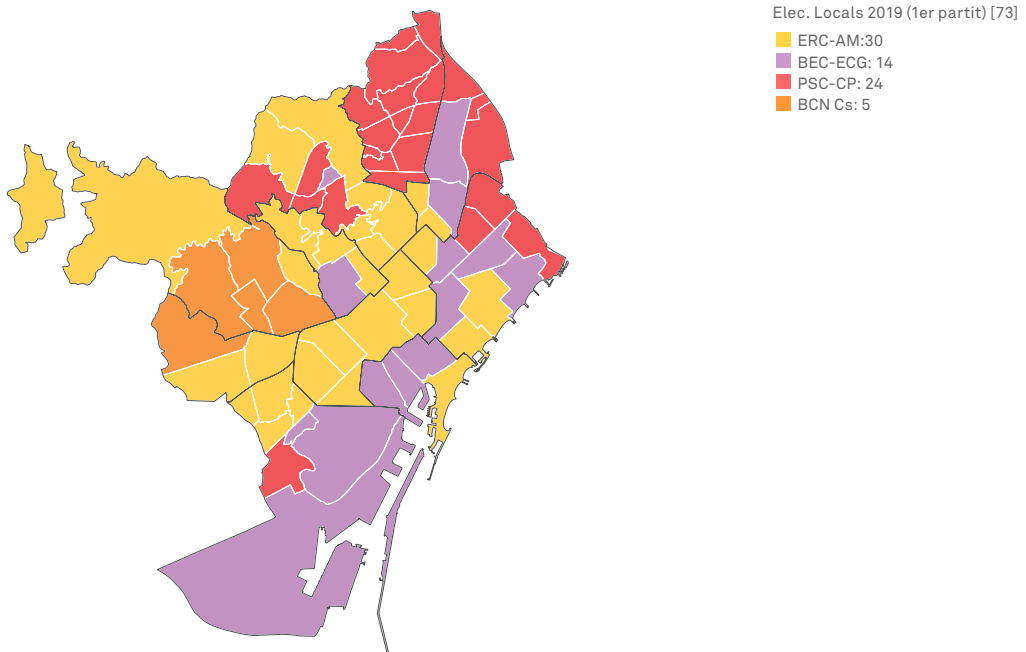 Elec. Locals 2019 (1er partit) [73]
ERC-AM:30
BEC-ECG: 14
PSC-CP: 24
BCN Cs: 5